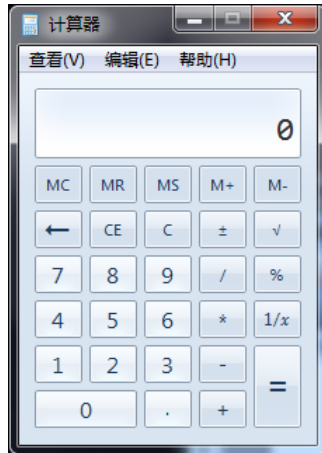 计算器
查看(V) 编辑(E) 帮助(H)
0
MC MR MS M+ M-
← CE C ± √
7 8 9 / %
4 5 6 * 1/x
1 2 3 - =
0 . +